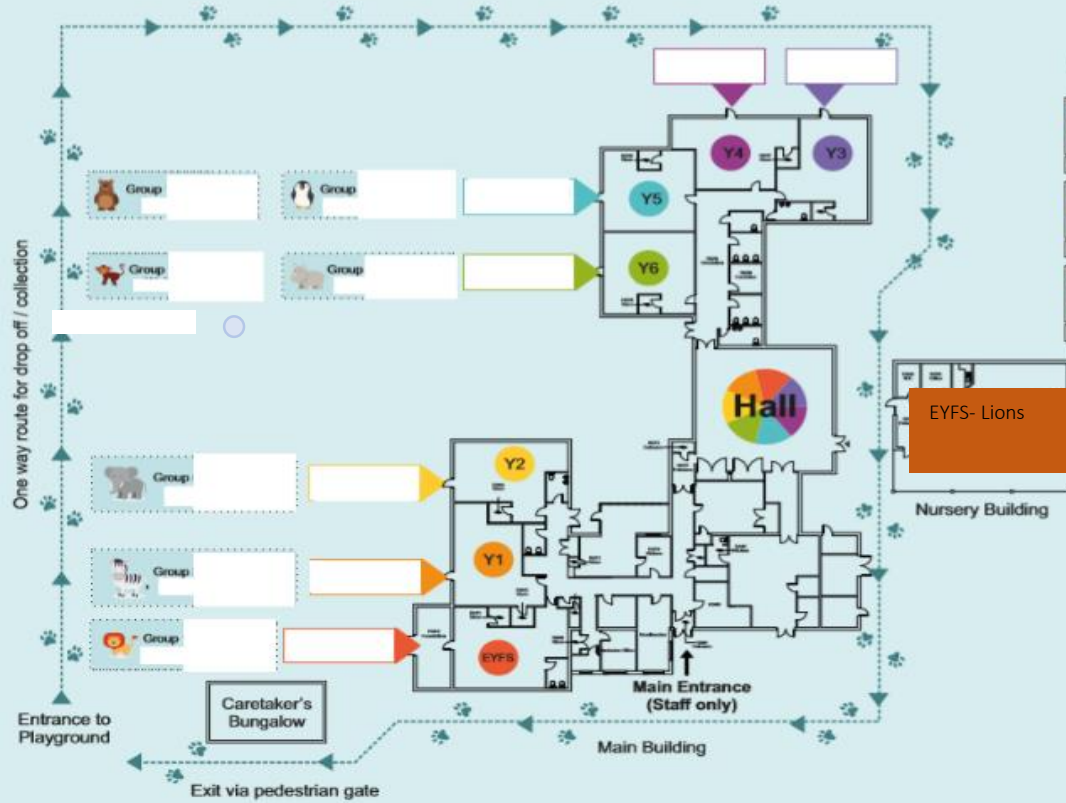 Y4
Y3
Group
Group
Y5
Group
Group
Y6
One way route for drop off / collection
Hall
EYFS- Lions
Y2
Group
Nursery Building
Group
Y1
Group
EYFS
Caretaker's
Bungalow
Main Entrance
(Staff only)
Entrance to
Playground
Main Building
Exit via pedestrian gate